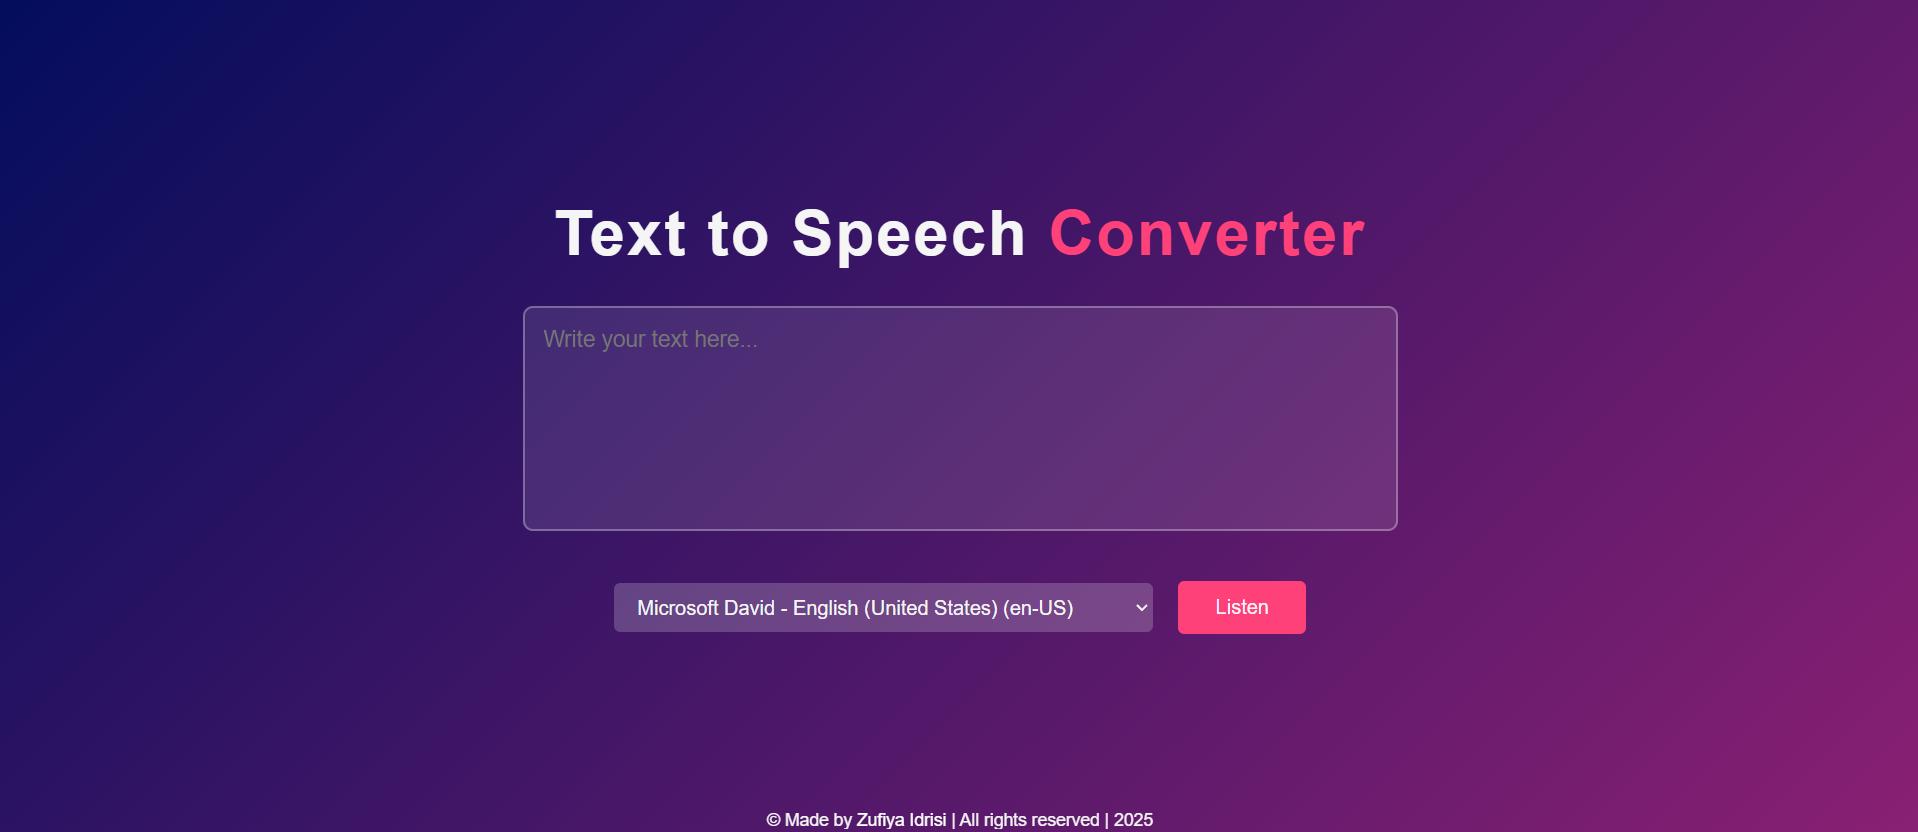 Text to Speech Converter
Write your text here...
Microsoft David - English (United States) (en-US)
Listen
© Made by Zufiya Idrisi | All rights reserved | 2025